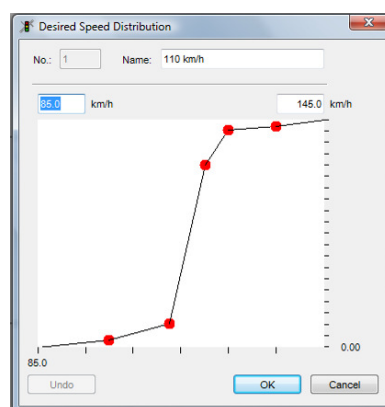 Desired Speed Distribution
No.: 1 Name: 110 km/h
85.0 km/h 145.0 km/h
0.00
85.0
Undo OK Cancel